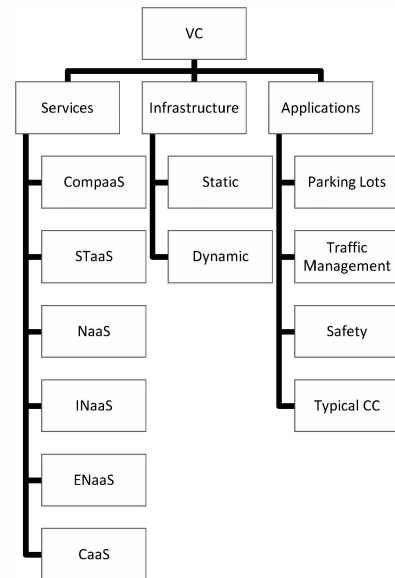 VC
Services
Infrastructure
Applications
CompaaS
STaaS
NaaS
INaaS
ENaaS
CaaS
Static
Dynamic
Parking Lots
Traffic
Management
Safety
Typical CC